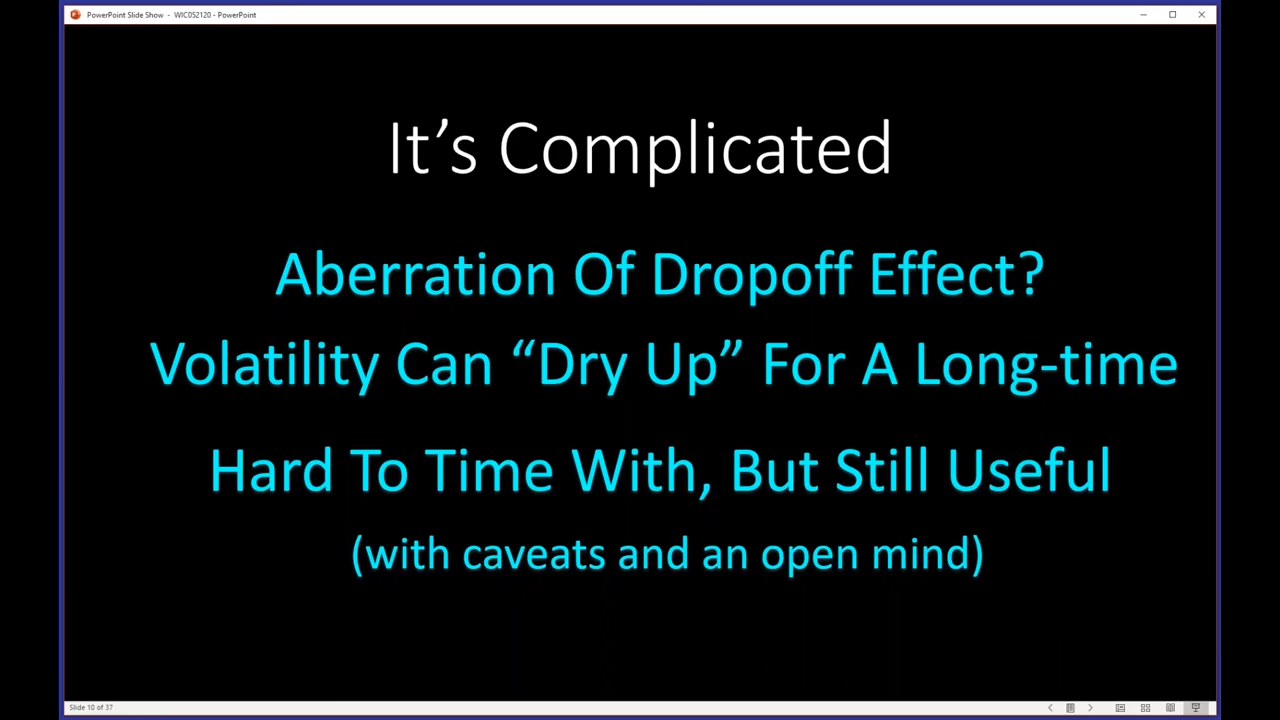 PowerPoint Slide Show - WIC052120 - PowerPoint
It’s Complicated
Aberration Of Dropoff Effect?
Volatility Can “Dry Up” For A Long-time
Hard To Time With, But Still Useful
(with caveats and an open mind)
Slide 10 of 37